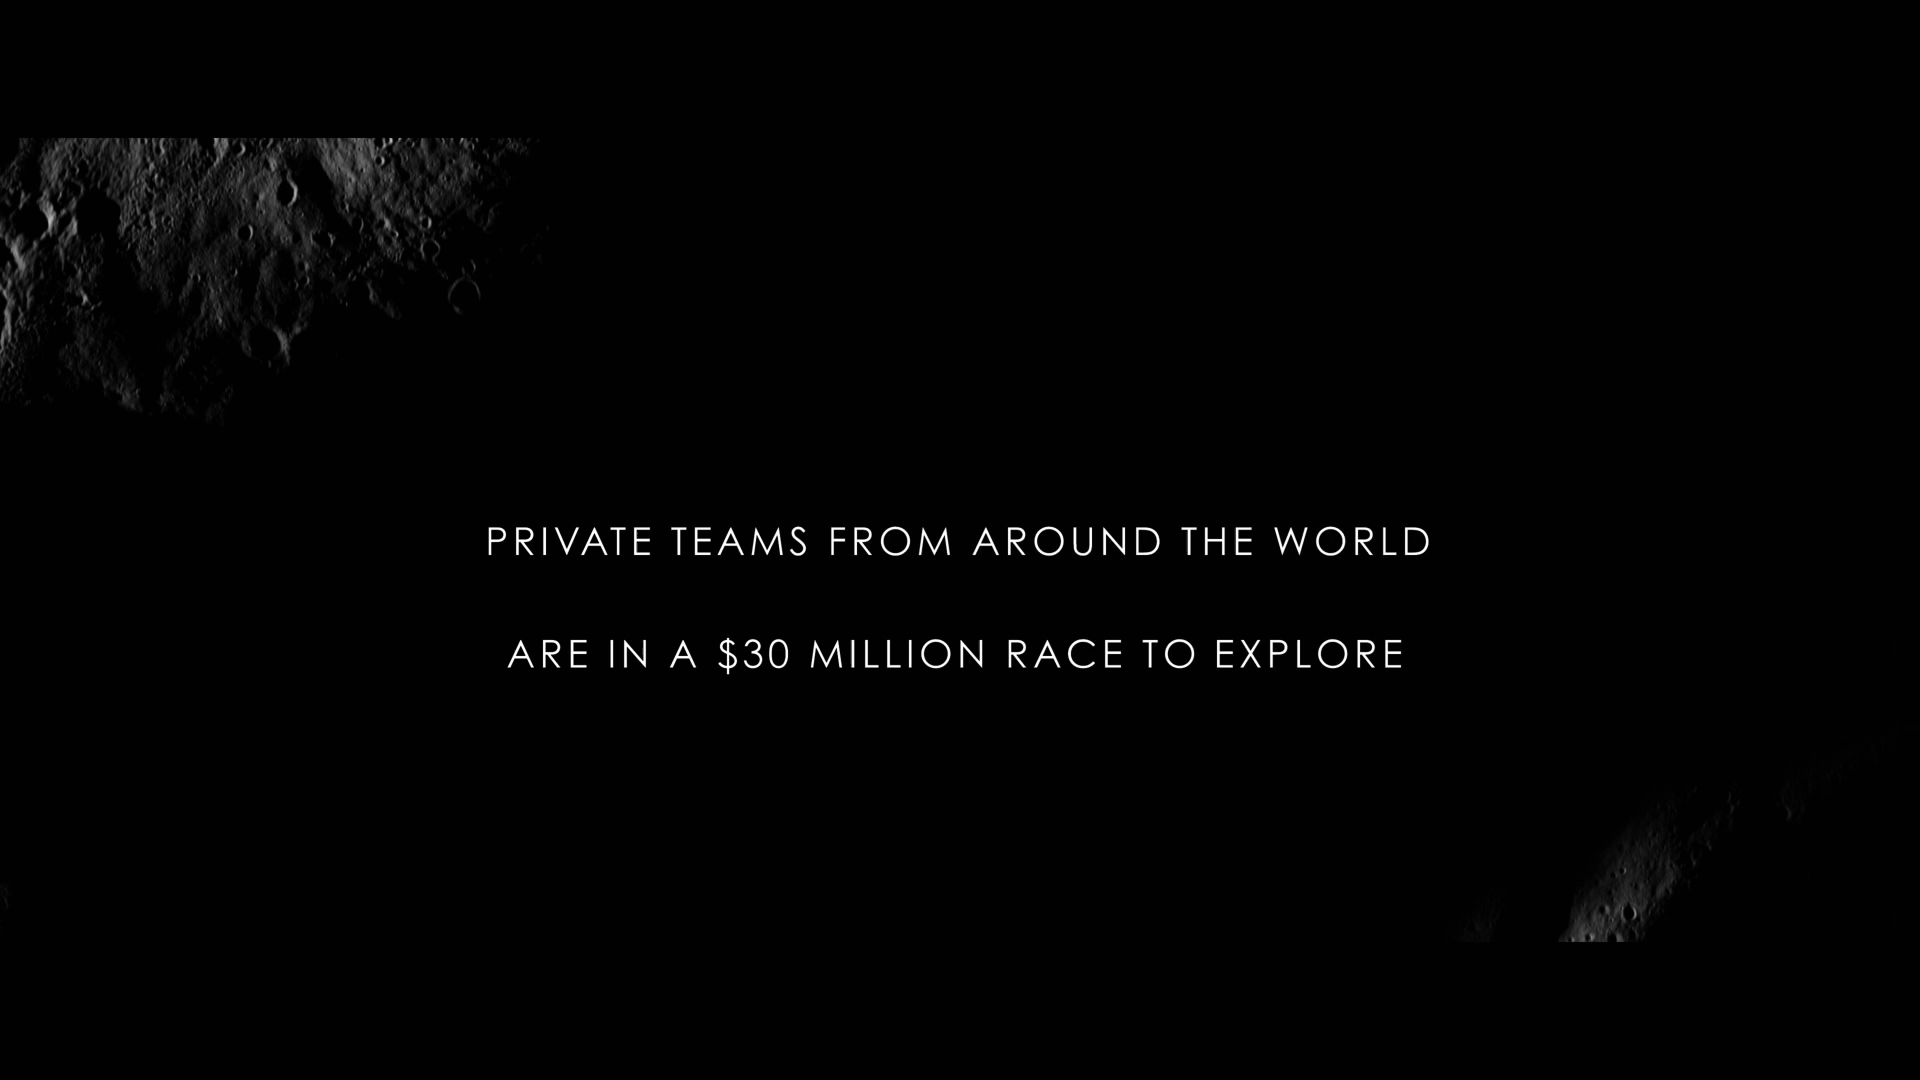 PRIVATE TEAMS FROM AROUND THE WORLD
ARE IN A $30 MILLION RACE TO EXPLORE